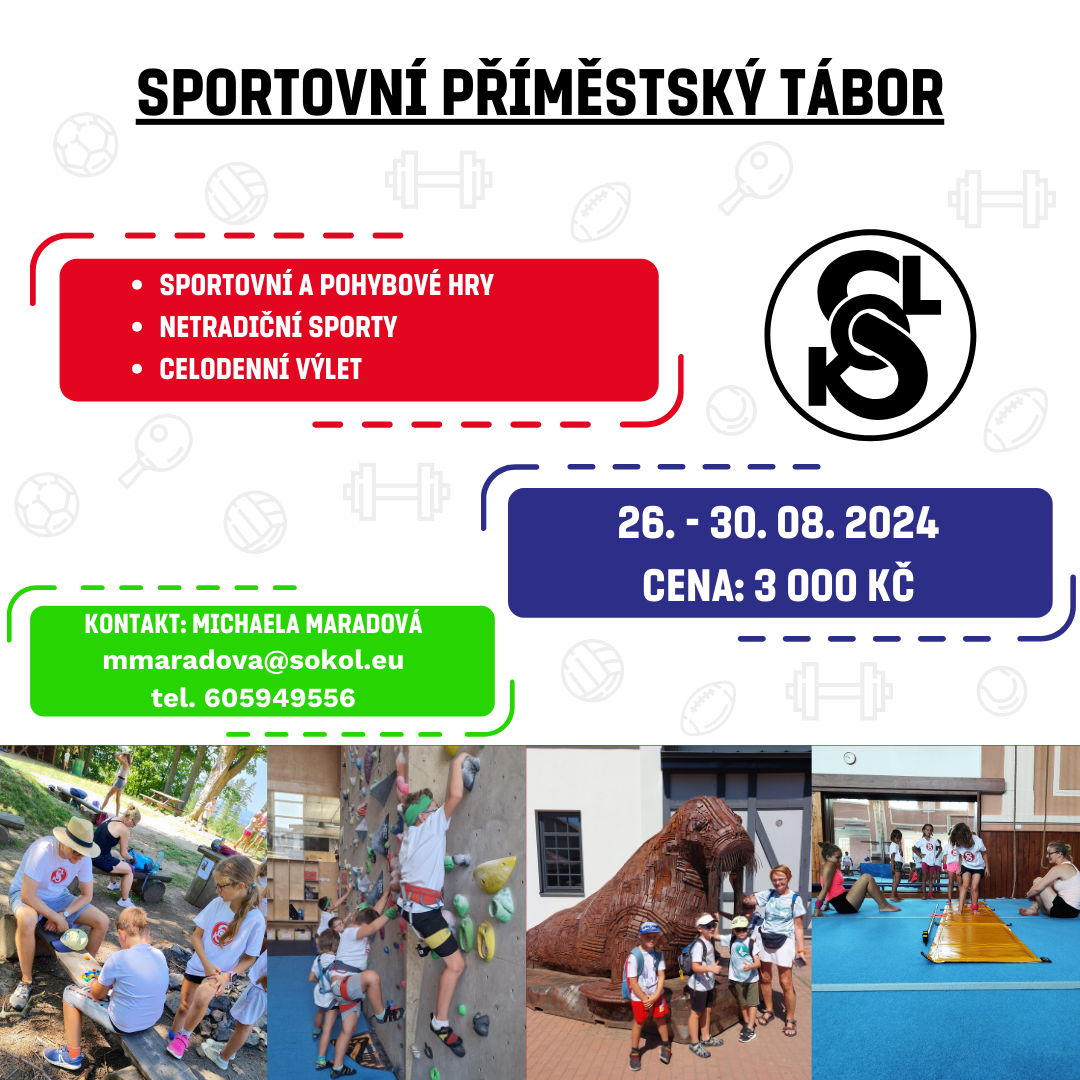 SPORTOVNÍ PŘÍMĚSTSKÝ TÁBOR
• SPORTOVNÍ A POHYBOVÉ HRY
• NETRADIČNÍ SPORTY
• CELODENNÍ VÝLET
S L
K S
26. - 30. 08. 2024
CENA: 3 000 KČ
KONTAKT: MICHAELA MARADOVÁ
mmaradova@sokol.eu
tel. 605949556